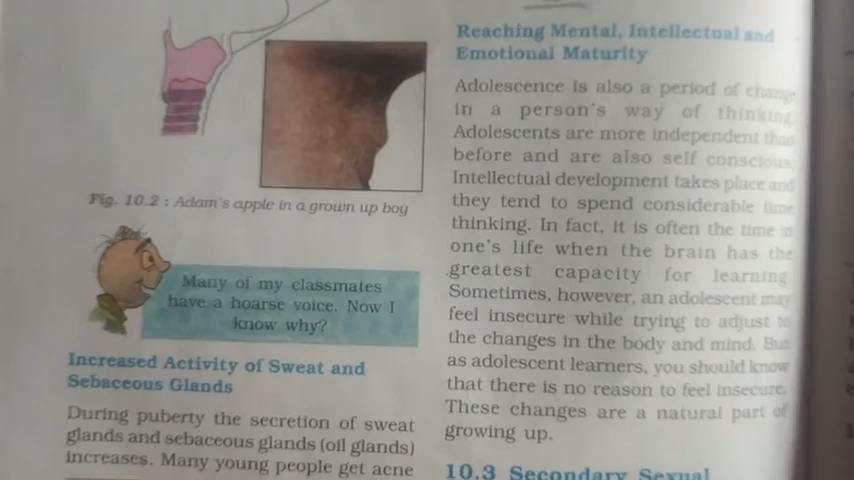 Fig. 10.2 : Adam's apple in a grown up boy
Many of my classmates
have a hoarse voice. Now I
know why?
Increased Activity of Sweat and
Sebaceous Glands
During puberty the secretion of sweat
glands and sebaceous glands (oil glands)
increases. Many young people get acne
Reaching Mental, Intellectual and
Emotional Maturity
Adolescence is also a period of change
in a person's way of thinking
Adolescents are more independent than
before and are also self conscious.
Intellectual development takes place and
they tend to spend considerable time
thinking. In fact, it is often the time in
one's life when the brain has the
greatest capacity for learning.
Sometimes, however, an adolescent may
feel insecure while trying to adjust to
the changes in the body and mind. But
as adolescent learners, you should know
that there is no reason to feel insecure.
These changes are a natural part of
growing up.
10.3 Secondary Sexual